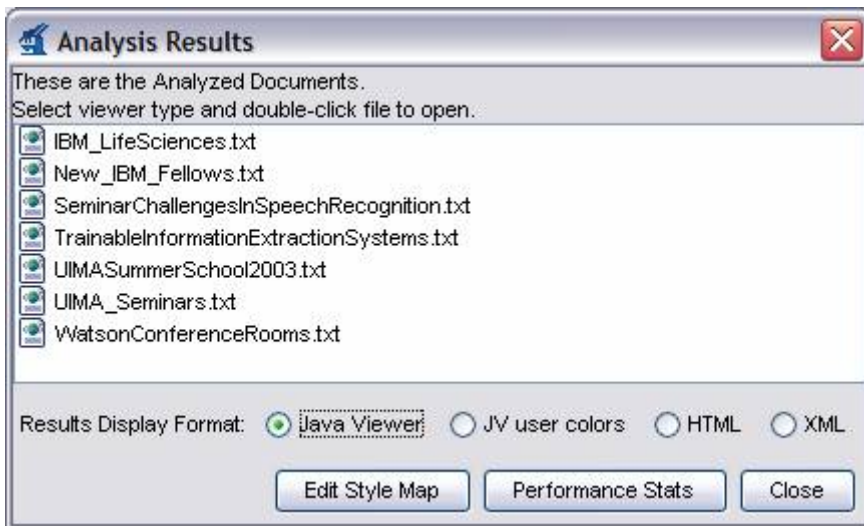 Analysis Results
These are the Analyzed Documents.
Select viewer type and double-click file to open.
IBM_LifeSciences.txt
New_IBM_Fellows.txt
SeminarChallengesInSpeechRecognition.txt
TrainableInformationExtractionSystems.txt
UIMASummerSchool2003.txt
UIMA_Seminars.txt
WatsonConferenceRooms.txt
Results Display Format: Java Viewer JV user colors HTML XML
Edit Style Map Performance Stats Close